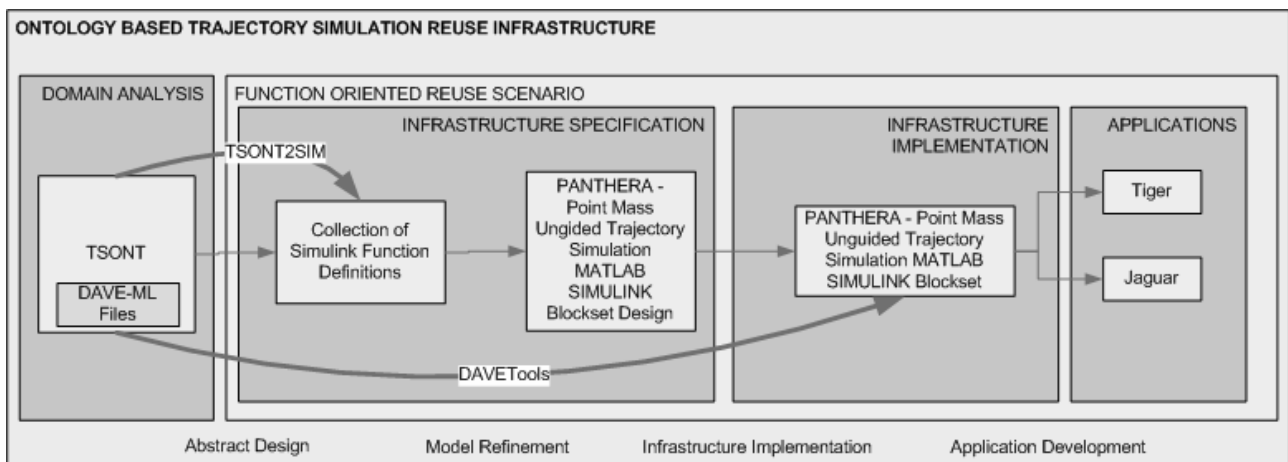 ONTOLOGY BASED TRAJECTORY SIMULATION REUSE INFRASTRUCTURE
DOMAIN ANALYSIS
FUNCTION ORIENTED REUSE SCENARIO
INFRASTRUCTURE SPECIFICATION
INFRASTRUCTURE
IMPLEMENTATION
APPLICATIONS
TSONT2SIM
TSONT
DAVE-ML
Files
Collection of
Simulink Function
Definitions
PANTHERA -
Point Mass
Ungided Trajectory
Simulation
MATLAB
SIMULINK
Blockset Design
PANTHERA - Point Mass
Unguided Trajectory
Simulation MATLAB
SIMULINK Blockset
Tiger
Jaguar
DAVETools
Abstract Design
Model Refinement
Infrastructure Implementation
Application Development